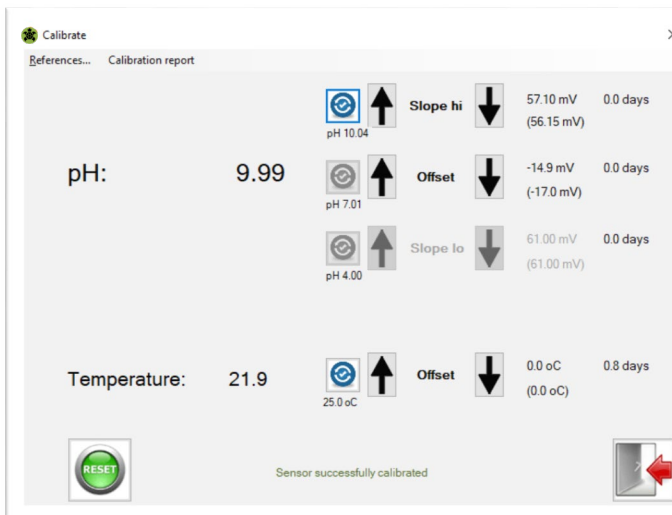 Calibrate
References... Calibration report
Slope hi 57.10 mV 0.0 days
(56.15 mV)
pH 10.04
pH: 9.99
Offset -14.9 mV 0.0 days
(-17.0 mV)
pH 7.01
Slope lo 61.00 mV 0.0 days
(61.00 mV)
pH 4.00
Temperature: 21.9
Offset 0.0 oC 0.8 days
(0.0 oC)
25.0 oC
RESET
Sensor successfully calibrated